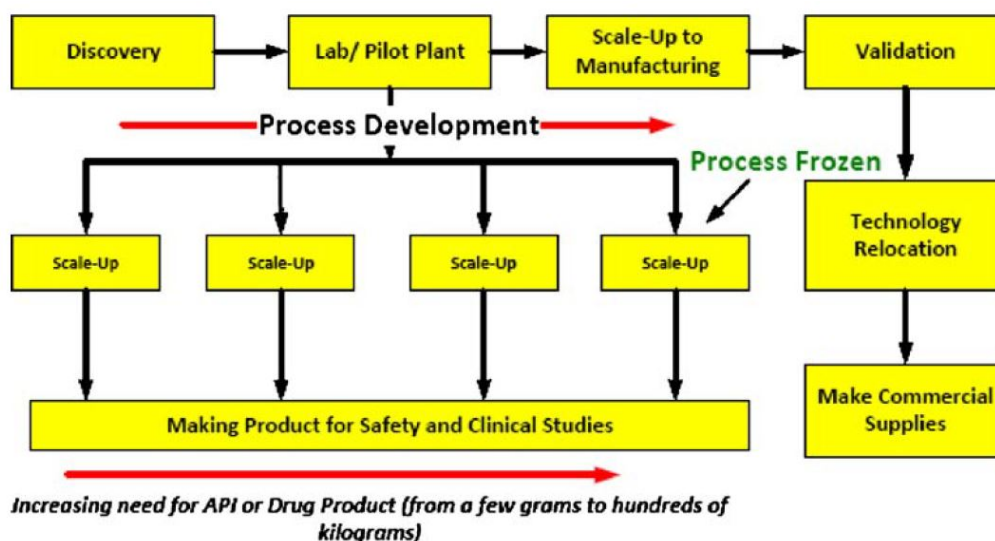 Discovery
Lab/ Pilot Plant
Scale-Up to
Manufacturing
Validation
Process Development
Process Frozen
Technology
Relocation
Scale-Up
Scale-Up
Scale-Up
Scale-Up
Make Commercial
Supplies
Making Product for Safety and Clinical Studies
Increasing need for API or Drug Product (from a few grams to hundreds of
kilograms)